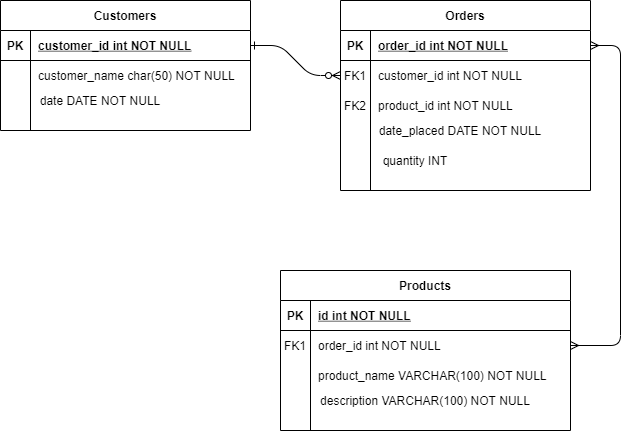 Customers
PK customer_id int NOT NULL
customer_name char(50) NOT NULL
date DATE NOT NULL
Orders
PK order_id int NOT NULL
FK1 customer_id int NOT NULL
FK2 product_id int NOT NULL
date_placed DATE NOT NULL
quantity INT
Products
PK id int NOT NULL
FK1 order_id int NOT NULL
product_name VARCHAR(100) NOT NULL
description VARCHAR(100) NOT NULL